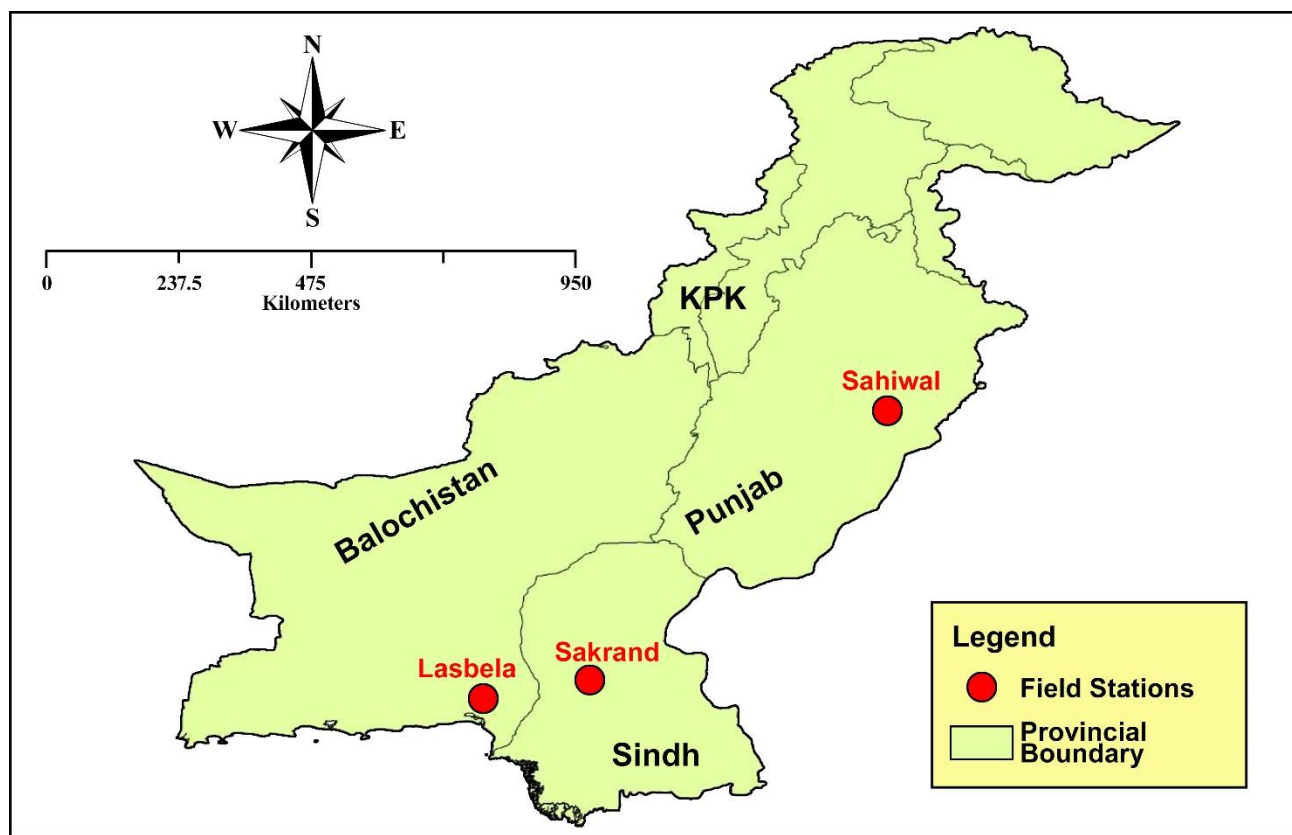 N
W E
S
0 237.5 475 950
Kilometers
KPK
Sahiwal
Balochistan
Punjab
Lasbela
Sakrand
Sindh
Legend
Field Stations
Provincial
Boundary